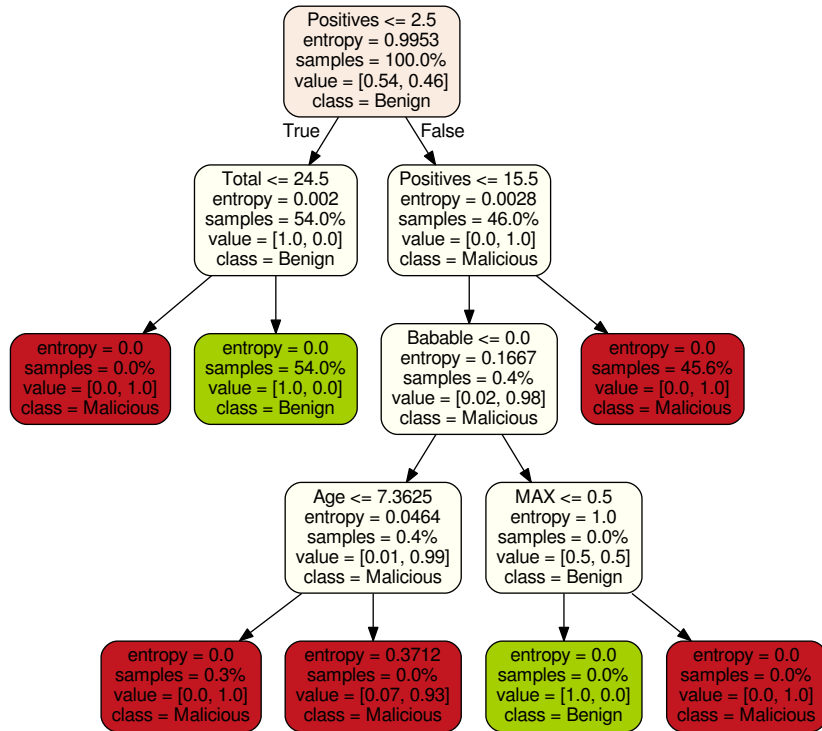 Positives <= 2.5
entropy = 0.9953
samples = 100.0%
value = [0.54, 0.46]
class = Benign
True
False
Total <= 24.5
entropy = 0.002
samples = 54.0%
value = [1.0, 0.0]
class = Benign
Positives <= 15.5
entropy = 0.0028
samples = 46.0%
value = [0.0, 1.0]
class = Malicious
entropy = 0.0
samples = 0.0%
value = [0.0, 1.0]
class = Malicious
entropy = 0.0
samples = 54.0%
value = [1.0, 0.0]
class = Benign
Babable <= 0.0
entropy = 0.1667
samples = 0.4%
value = [0.02, 0.98]
class = Malicious
entropy = 0.0
samples = 45.6%
value = [0.0, 1.0]
class = Malicious
Age <= 7.3625
entropy = 0.0464
samples = 0.4%
value = [0.01, 0.99]
class = Malicious
MAX <= 0.5
entropy = 1.0
samples = 0.0%
value = [0.5, 0.5]
class = Benign
entropy = 0.0
samples = 0.3%
value = [0.0, 1.0]
class = Malicious
entropy = 0.3712
samples = 0.0%
value = [0.07, 0.93]
class = Malicious
entropy = 0.0
samples = 0.0%
value = [1.0, 0.0]
class = Benign
entropy = 0.0
samples = 0.0%
value = [0.0, 1.0]
class = Malicious